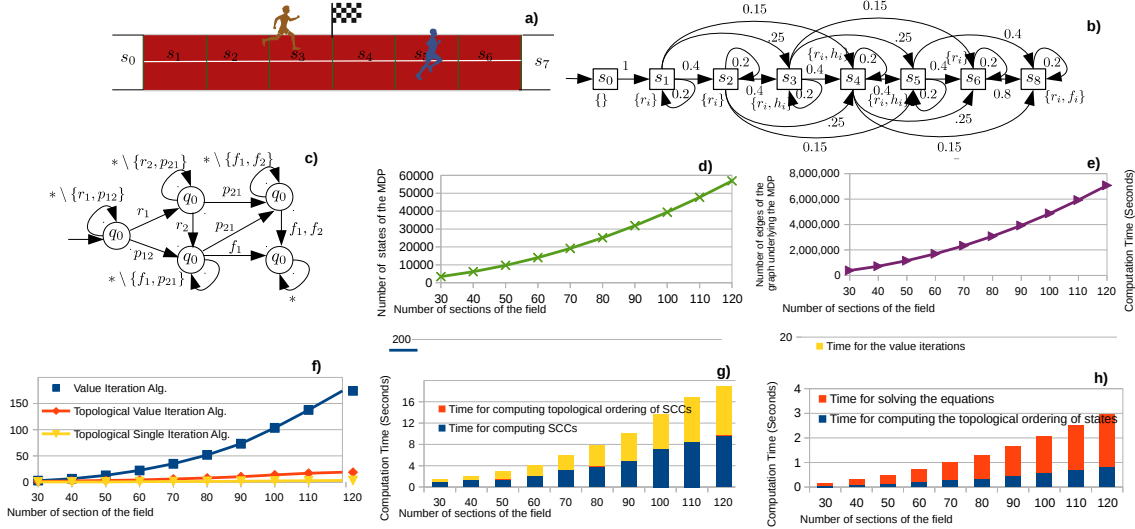 a)
s0 s1 s2 s3 s4 s5 s6 s7
b)
0.15 0.15
.25 .25 0.4
{ri, hi} {ri, hi} {ri}
0.2 0.2 0.2 0.2 0.2
s0 1 s1 0.4 s2 0.4 s3 0.4 s4 0.4 s5 0.4 s6 0.8 s8
{} {ri} 0.2 {ri} {ri, hi} 0.2 {ri, hi} 0.2 {ri, fi}
.25 .25
0.15 0.15
c)
* \ {r2, p21} * \ {f1, f2}
* \ {r1, p12}
q0 p21 q0
r1
q0 r2 p21 f1, f2
p12 q0 f1 q0
* \ {f1, p21} *
d)
Number of states of the MDP
60000
50000
40000
30000
20000
10000
0
30 40 50 60 70 80 90 100 110 120
Number of sections of the field
e)
Number of edges of the
graph underlying the MDP
8,000,000
6,000,000
4,000,000
2,000,000
0
30 40 50 60 70 80 90 100 110 120
Number of sections of the field
Computation Time (Seconds)
f)
Value Iteration Alg.
Topological Value Iteration Alg.
Topological Single Iteration Alg.
150
100
50
0
30 40 50 60 70 80 90 100 110 120
Number of section of the field
200
g)
Computation Time (Seconds)
Time for computing topological ordering of SCCs
Time for computing SCCs
16
12
8
4
0
30 40 50 60 70 80 90 100 110 120
Number of sections of the field
20
Time for the value iterations
h)
Computation Time (Seconds)
Time for solving the equations
Time for computing the topological ordering of states
4
3
2
1
0
30 40 50 60 70 80 90 100 110 120
Number of sections of the field